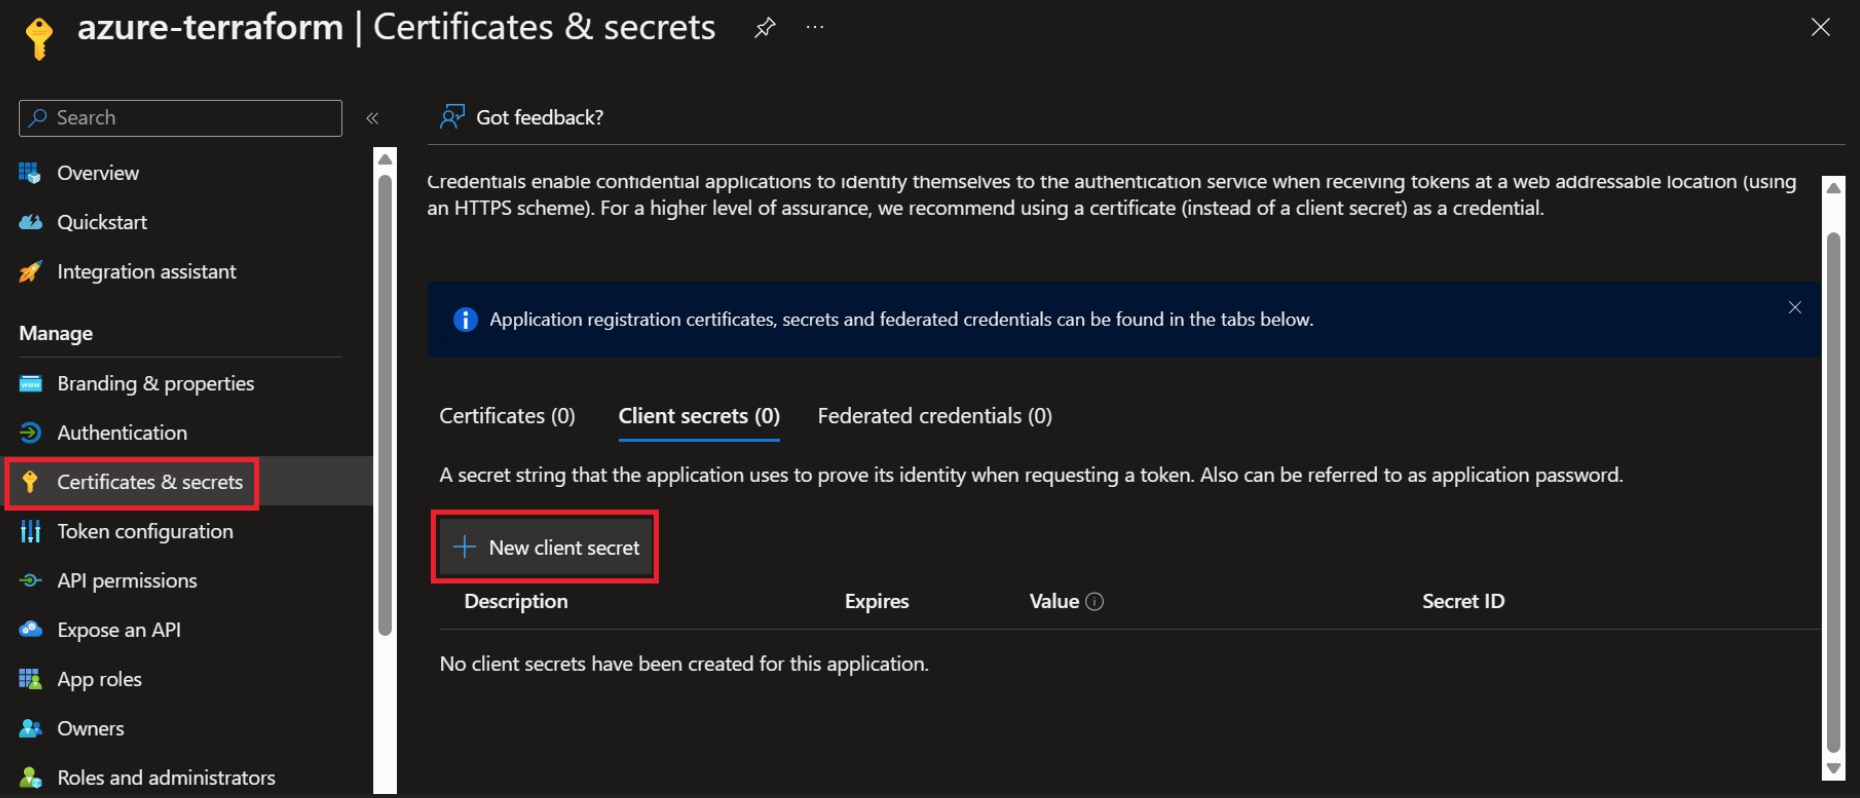 azure-terraform | Certificates & secrets
Search
Got feedback?
Overview
Quickstart
Integration assistant
Manage
Branding & properties
Authentication
Certificates & secrets
Token configuration
API permissions
Expose an API
App roles
Owners
Roles and administrators
Credentials enable confidential applications to identify themselves to the authentication service when receiving tokens at a web addressable location (using
an HTTPS scheme). For a higher level of assurance, we recommend using a certificate (instead of a client secret) as a credential.
Application registration certificates, secrets and federated credentials can be found in the tabs below.
Certificates (0) Client secrets (0) Federated credentials (0)
A secret string that the application uses to prove its identity when requesting a token. Also can be referred to as application password.
New client secret
Description Expires Value Secret ID
No client secrets have been created for this application.